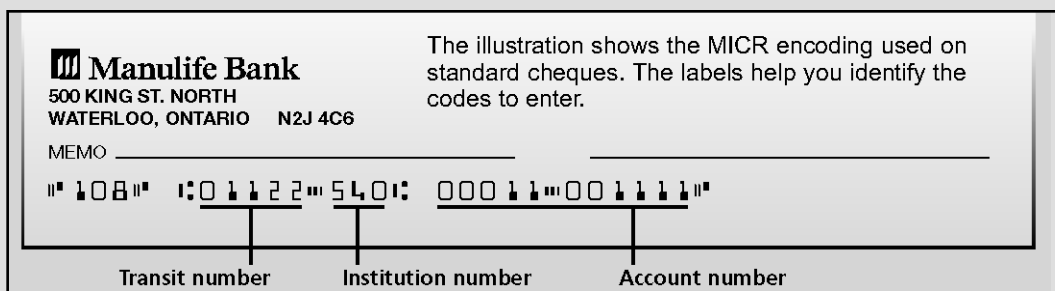 Manulife Bank
500 KING ST. NORTH
WATERLOO, ONTARIO N2J 4C6
The illustration shows the MICR encoding used on
standard cheques. The labels help you identify the
codes to enter.
MEMO
⑈108⑈ ⑆01122⑉540⑆ 00011⑉001111⑈
Transit number Institution number Account number